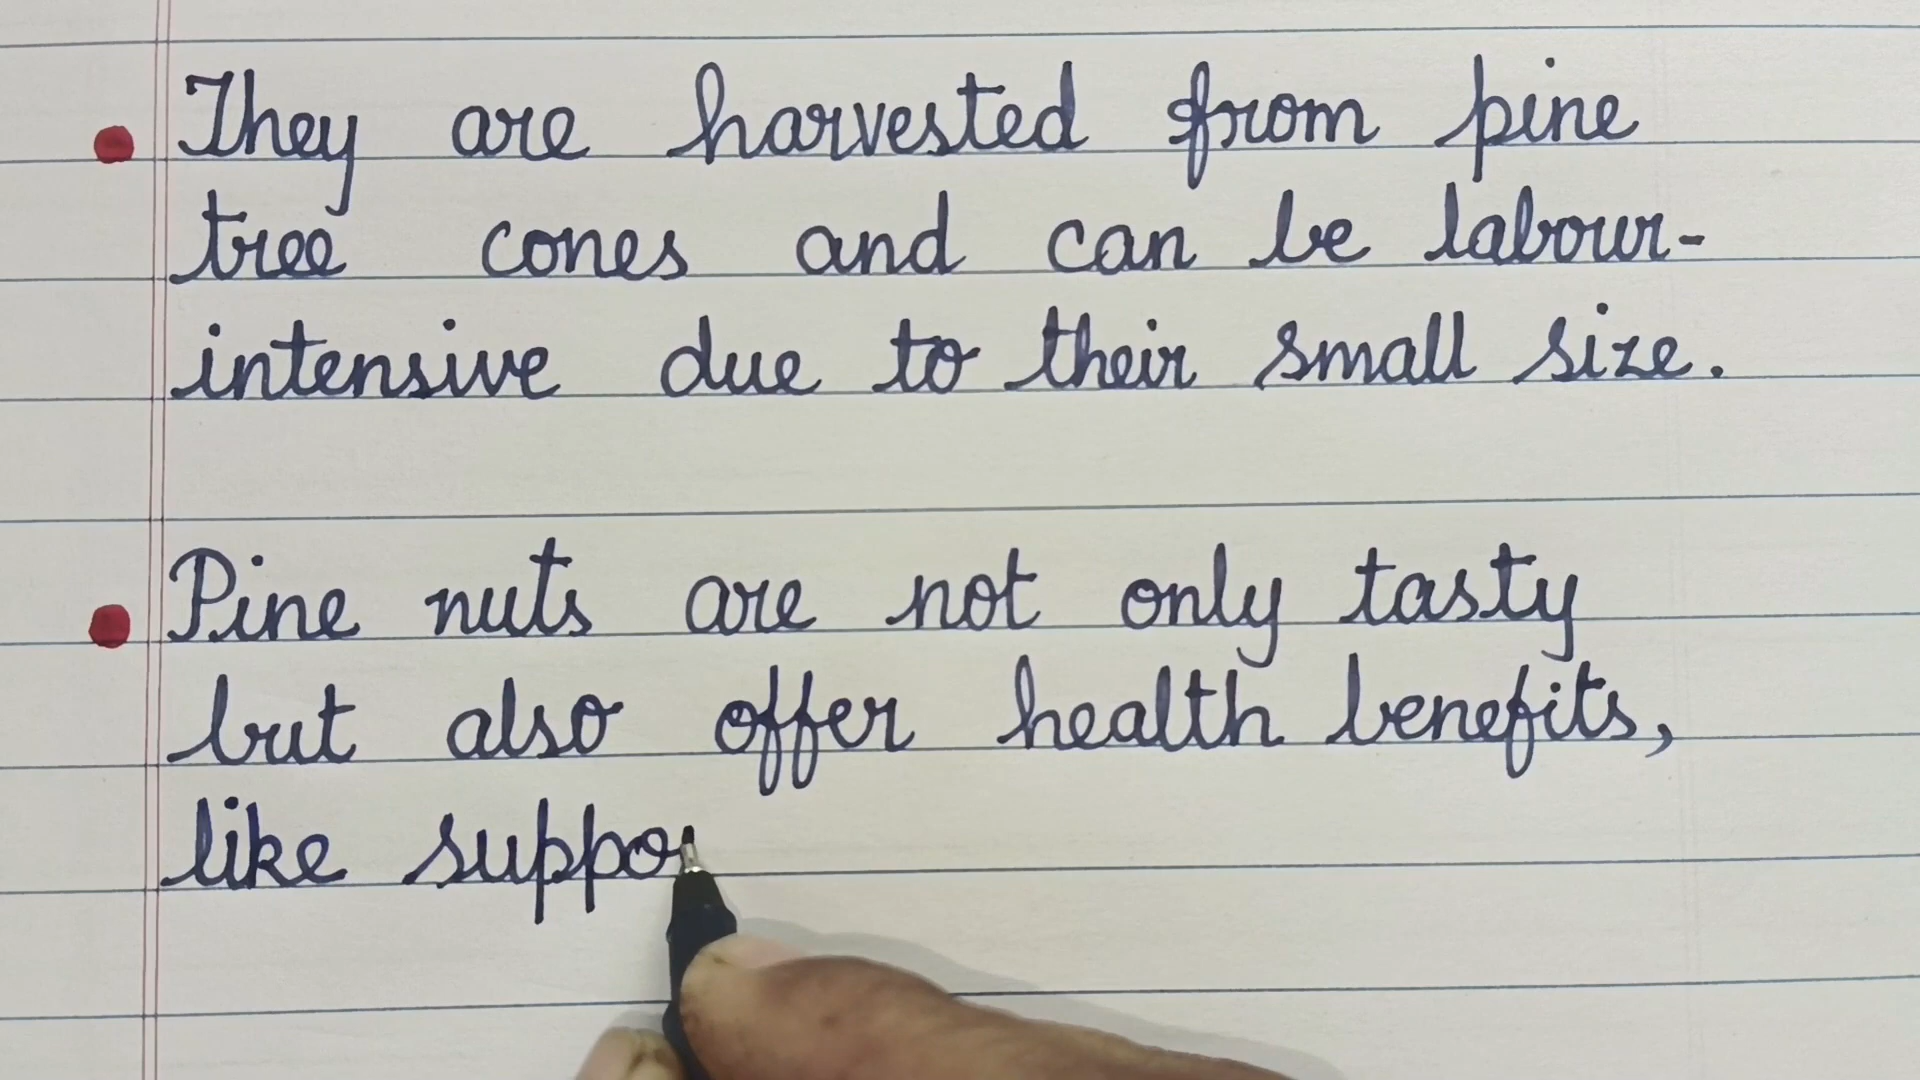 They are harvested from pine
tree cones and can be labour-
intensive due to their small size.
Pine nuts are not only tasty
but also offer health benefits,
like suppo